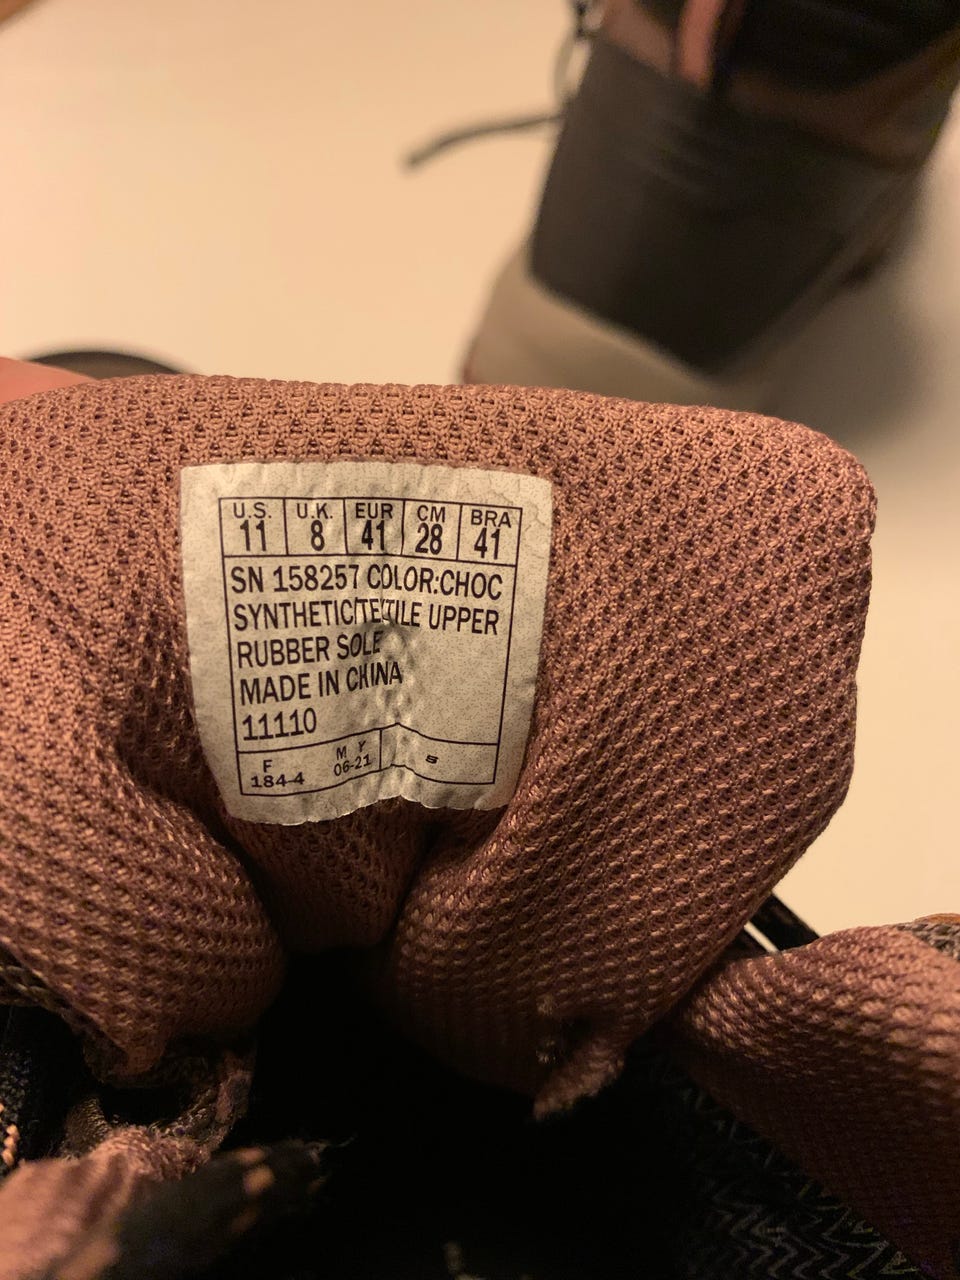 U.S. U.K. EUR CM BRA
11 8 41 28 41
SN 158257 COLOR:CHOC
SYNTHETIC/TEXTILE UPPER
RUBBER SOLE
MADE IN CHINA
11110
F M Y
184-4 06-21 S